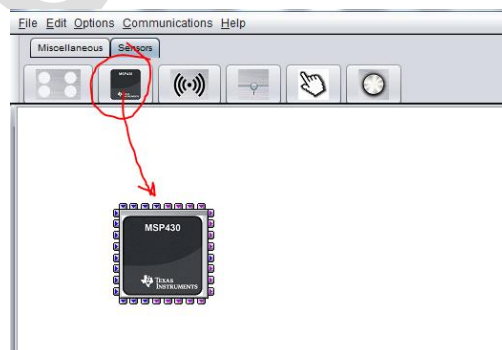 File Edit Options Communications Help
Miscellaneous Sensors
MSP430
MSP430
TEXAS
INSTRUMENTS